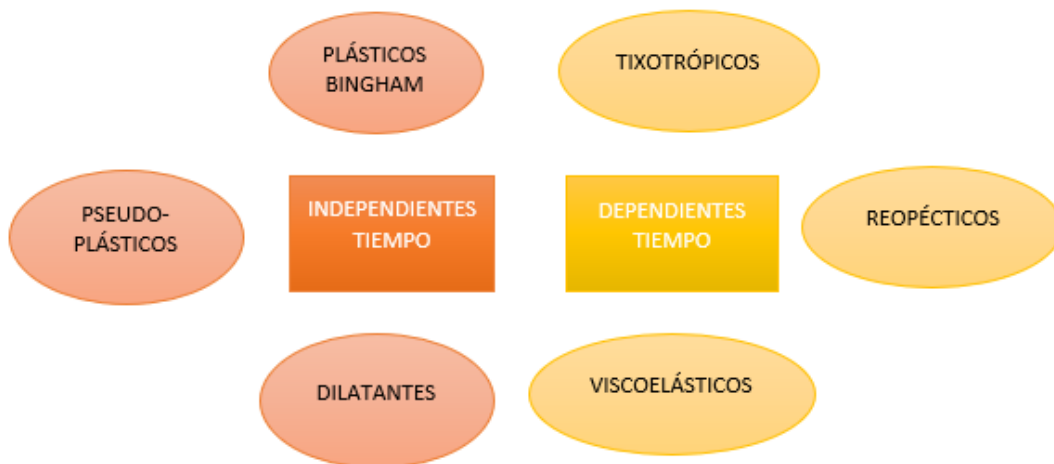 PLÁSTICOS
BINGHAM
TIXOTRÓPICOS
PSEUDO-
PLÁSTICOS
INDEPENDIENTES
TIEMPO
DEPENDIENTES
TIEMPO
REOPÉCTICOS
DILATANTES
VISCOELÁSTICOS